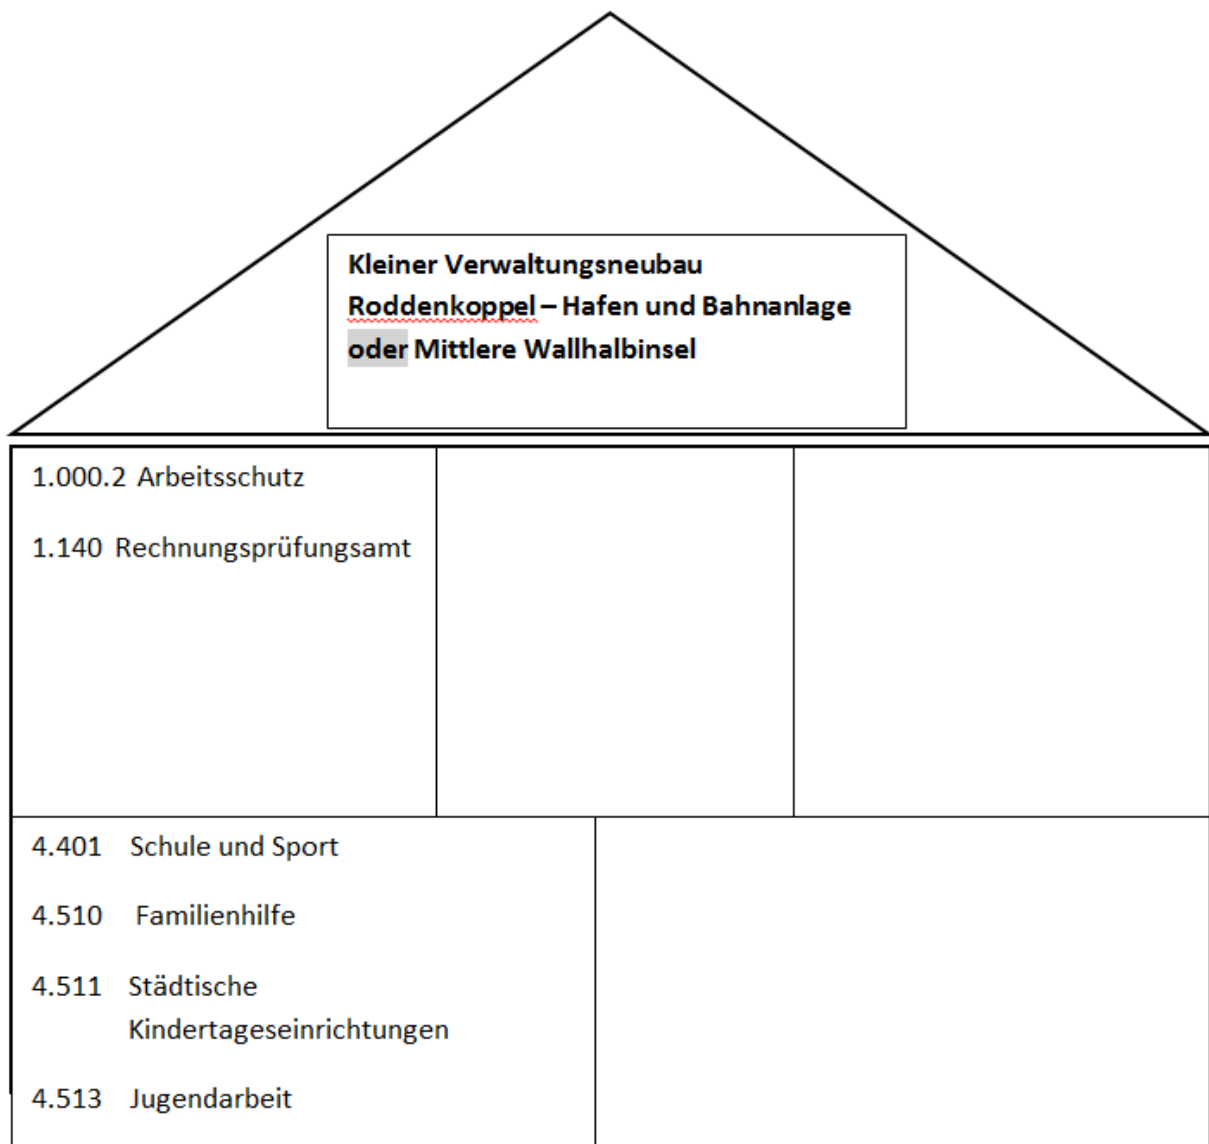 Kleiner Verwaltungsneubau
Roddenkoppel – Hafen und Bahnanlage
oder Mittlere Wallhalbinsel
1.000.2 Arbeitsschutz
1.140 Rechnungsprüfungsamt
4.401 Schule und Sport
4.510 Familienhilfe
4.511 Städtische
Kindertageseinrichtungen
4.513 Jugendarbeit